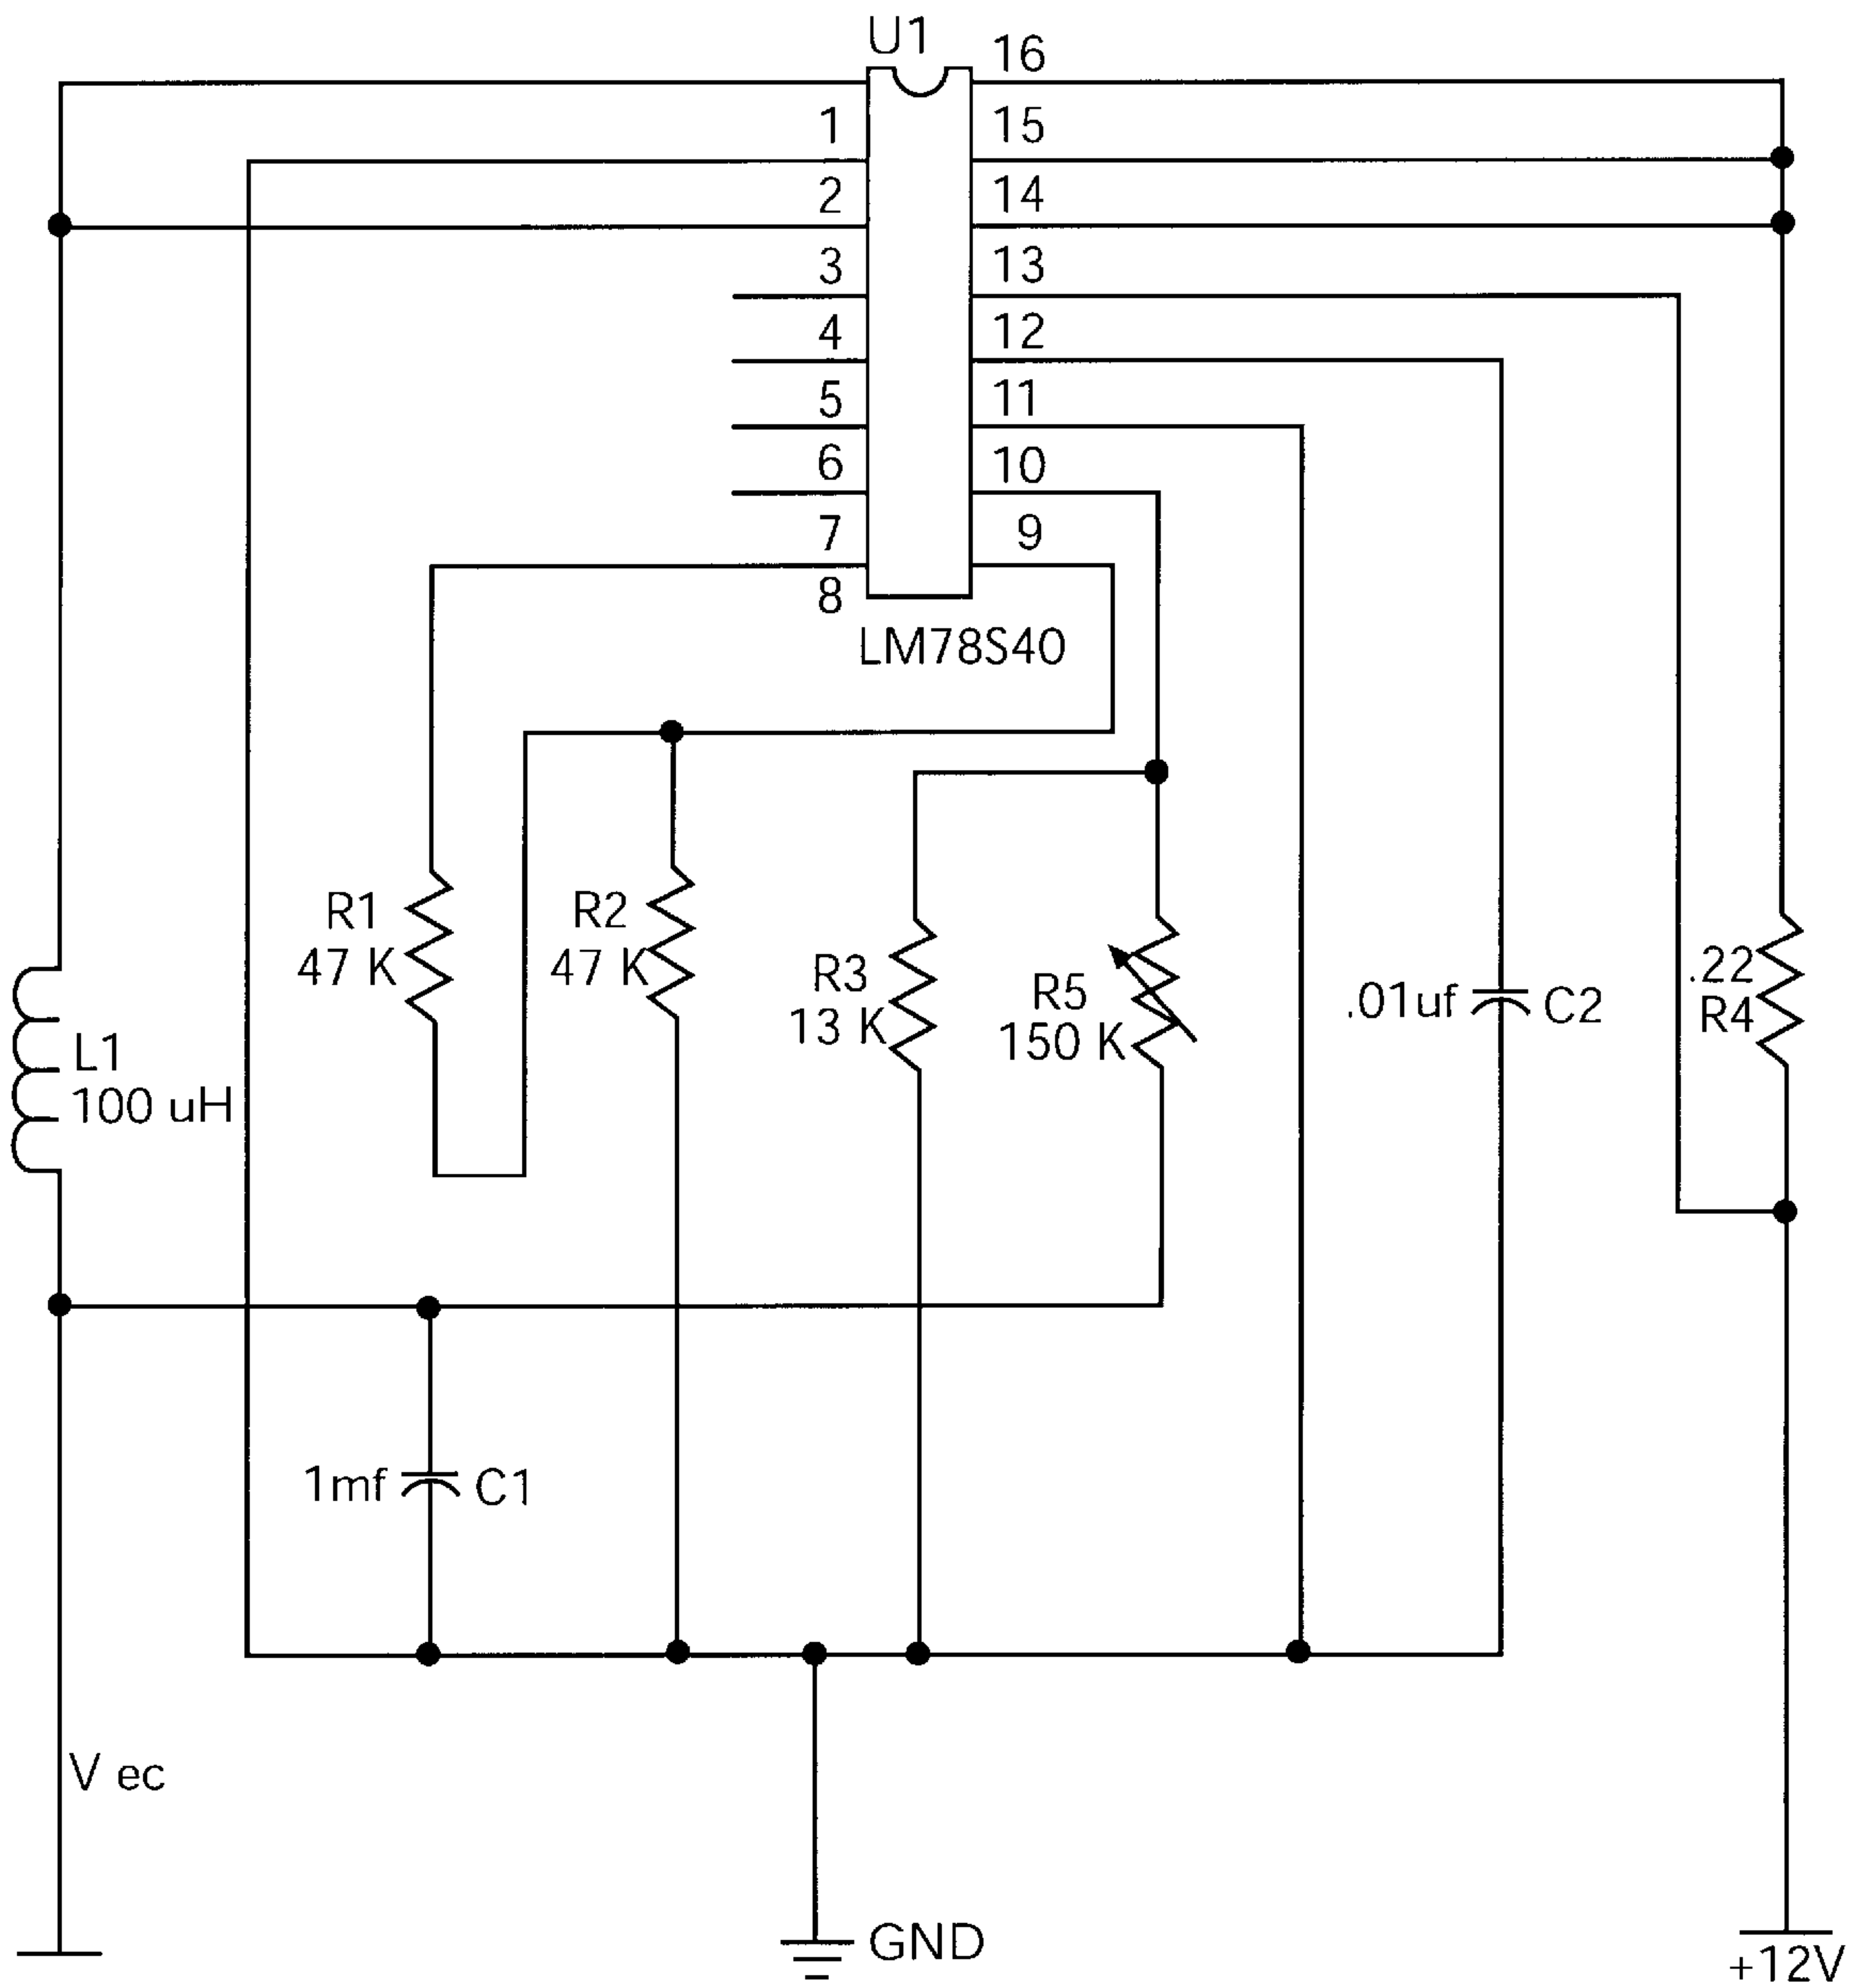 U1
16
1
15
2
14
3
13
4
12
5
11
6
10
7
9
8
LM78S40
R1
47 K
R2
47 K
R3
13 K
R5
150 K
.01uf
C2
.22
R4
L1
100 uH
1mf
C1
V ec
GND
+12V